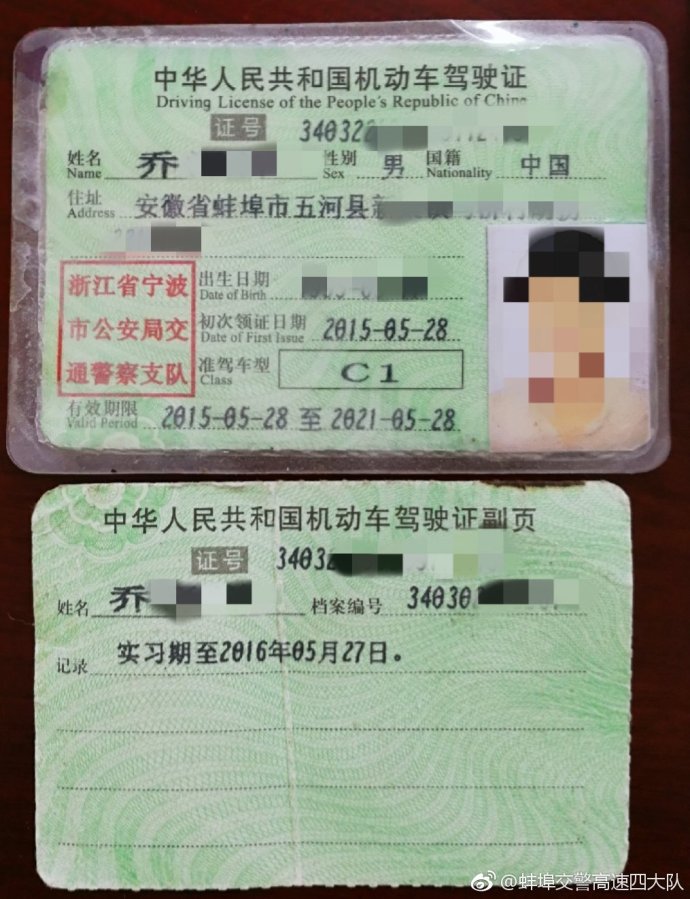 中华人民共和国机动车驾驶证
Driving License of the People's Republic of China
证号 34032
姓名 乔 性别 男 国籍 中国
Name Sex Nationality
住址 安徽省蚌埠市五河县
Address
浙江省宁波
市公安局交
通警察支队
出生日期
Date of Birth
初次领证日期 2015-05-28
Date of First Issue
准驾车型 C1
Class
有效期限 2015-05-28 至 2021-05-28
Valid Period
中华人民共和国机动车驾驶证副页
证号 3403
姓名 乔 档案编号 34030
记录 实习期至2016年05月27日。
@蚌埠交警高速四大队